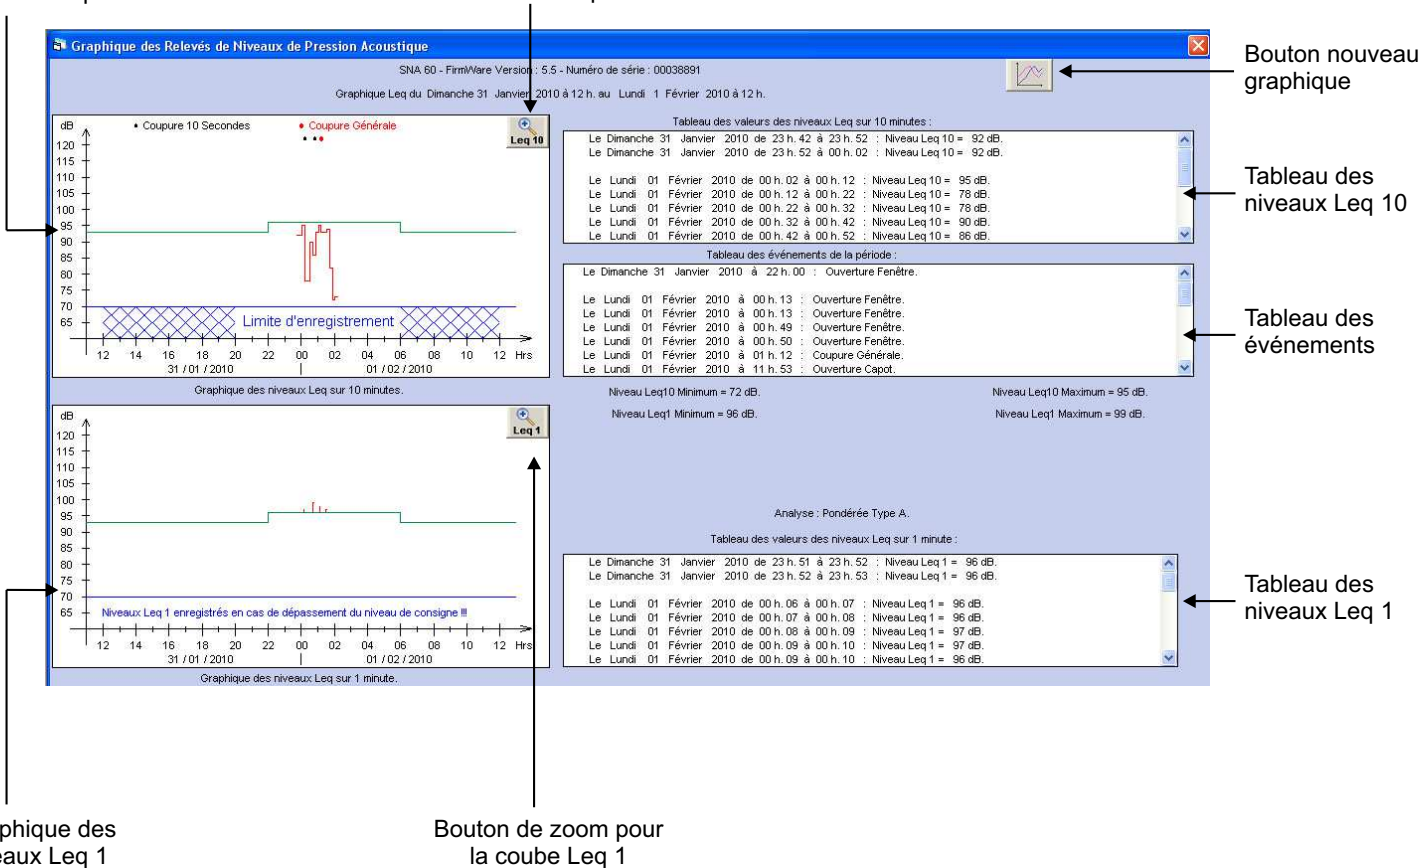 Graphique des Relevés de Niveaux de Pression Acoustique
SNA 60 - FirmWare Version : 5.5 - Numéro de série : 00038891
Graphique Leq du Dimanche 31 Janvier 2010 à 12 h. au Lundi 1 Février 2010 à 12 h.
Bouton nouveau
graphique
dB
• Coupure 10 Secondes
• Coupure Générale
Leq 10
120
115
110
105
100
95
90
85
80
75
70
65
Limite d'enregistrement
12 14 16 18 20 22 00 02 04 06 08 10 12 Hrs
31 / 01 / 2010 | 01 / 02 / 2010
Graphique des niveaux Leq sur 10 minutes.
Tableau des valeurs des niveaux Leq sur 10 minutes :
Le Dimanche 31 Janvier 2010 de 23 h. 42 à 23 h. 52 : Niveau Leq 10 = 92 dB.
Le Dimanche 31 Janvier 2010 de 23 h. 52 à 00 h. 02 : Niveau Leq 10 = 92 dB.
Le Lundi 01 Février 2010 de 00 h. 02 à 00 h. 12 : Niveau Leq 10 = 95 dB.
Le Lundi 01 Février 2010 de 00 h. 12 à 00 h. 22 : Niveau Leq 10 = 78 dB.
Le Lundi 01 Février 2010 de 00 h. 22 à 00 h. 32 : Niveau Leq 10 = 78 dB.
Le Lundi 01 Février 2010 de 00 h. 32 à 00 h. 42 : Niveau Leq 10 = 90 dB.
Le Lundi 01 Février 2010 de 00 h. 42 à 00 h. 52 : Niveau Leq 10 = 86 dB.
Tableau des
niveaux Leq 10
Tableau des événements de la période :
Le Dimanche 31 Janvier 2010 à 22 h. 00 : Ouverture Fenêtre.
Le Lundi 01 Février 2010 à 00 h. 13 : Ouverture Fenêtre.
Le Lundi 01 Février 2010 à 00 h. 13 : Ouverture Fenêtre.
Le Lundi 01 Février 2010 à 00 h. 49 : Ouverture Fenêtre.
Le Lundi 01 Février 2010 à 00 h. 50 : Ouverture Fenêtre.
Le Lundi 01 Février 2010 à 01 h. 12 : Coupure Générale.
Le Lundi 01 Février 2010 à 11 h. 53 : Ouverture Capot.
Tableau des
événements
Niveau Leq10 Minimum = 72 dB.
Niveau Leq10 Maximum = 95 dB.
Niveau Leq1 Minimum = 96 dB.
Niveau Leq1 Maximum = 99 dB.
dB
Leq 1
120
115
110
105
100
95
90
85
80
75
70
65
Niveaux Leq 1 enregistrés en cas de dépassement du niveau de consigne !!!
12 14 16 18 20 22 00 02 04 06 08 10 12 Hrs
31 / 01 / 2010 | 01 / 02 / 2010
Graphique des niveaux Leq sur 1 minute.
Analyse : Pondérée Type A.
Tableau des valeurs des niveaux Leq sur 1 minute :
Le Dimanche 31 Janvier 2010 de 23 h. 51 à 23 h. 52 : Niveau Leq 1 = 96 dB.
Le Dimanche 31 Janvier 2010 de 23 h. 52 à 23 h. 53 : Niveau Leq 1 = 96 dB.
Le Lundi 01 Février 2010 de 00 h. 06 à 00 h. 07 : Niveau Leq 1 = 96 dB.
Le Lundi 01 Février 2010 de 00 h. 07 à 00 h. 08 : Niveau Leq 1 = 96 dB.
Le Lundi 01 Février 2010 de 00 h. 08 à 00 h. 09 : Niveau Leq 1 = 97 dB.
Le Lundi 01 Février 2010 de 00 h. 09 à 00 h. 10 : Niveau Leq 1 = 97 dB.
Le Lundi 01 Février 2010 de 00 h. 09 à 00 h. 10 : Niveau Leq 1 = 96 dB.
Tableau des
niveaux Leq 1
phique des
eaux Leq 1
Bouton de zoom pour
la coube Leq 1